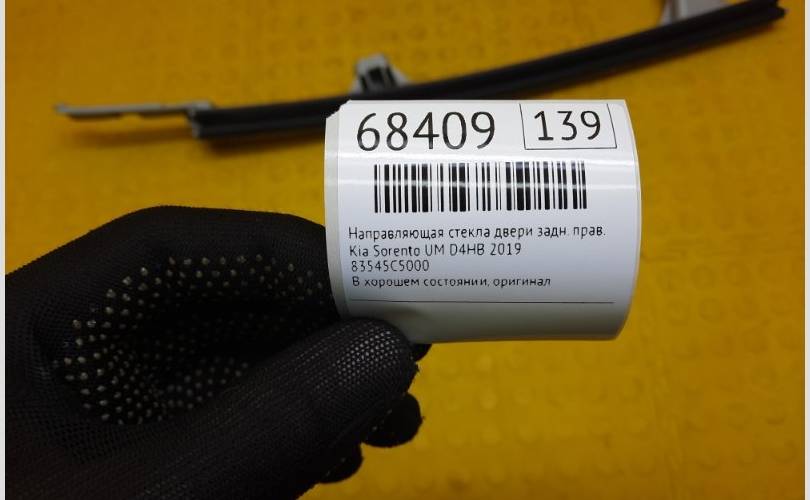 68409 139
Направляющая стекла двери задн. прав.
Kia Sorento UM D4HB 2019
83545C5000
В хорошем состоянии, оригинал